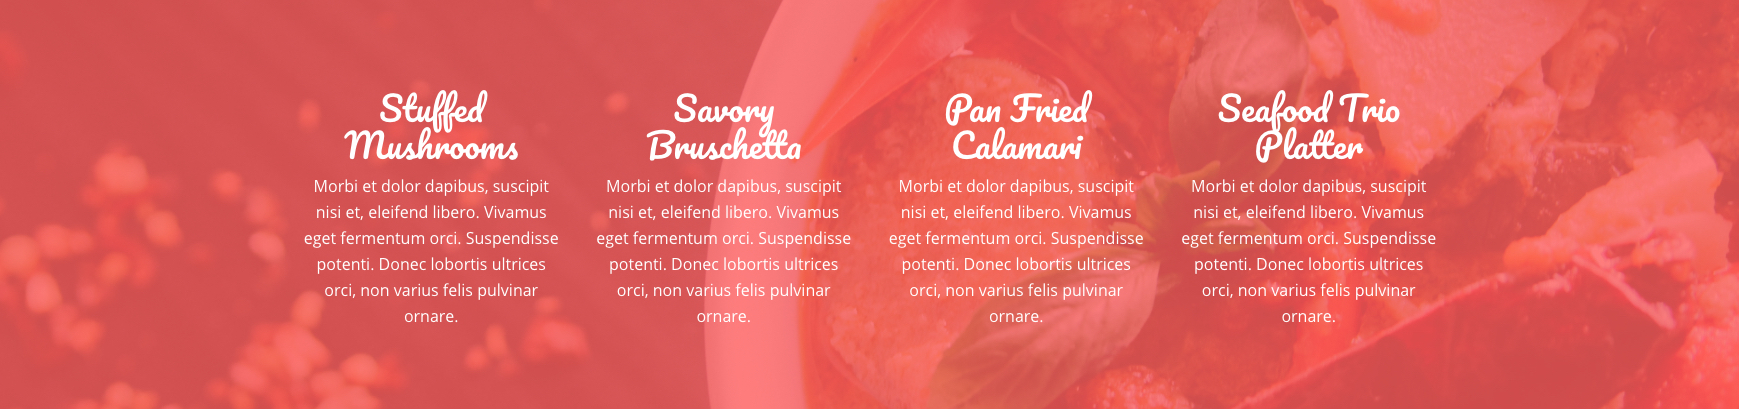 Stuffed
Mushrooms
Morbi et dolor dapibus, suscipit
nisi et, eleifend libero. Vivamus
eget fermentum orci. Suspendisse
potenti. Donec lobortis ultrices
orci, non varius felis pulvinar
ornare.
Savory
Bruschetta
Morbi et dolor dapibus, suscipit
nisi et, eleifend libero. Vivamus
eget fermentum orci. Suspendisse
potenti. Donec lobortis ultrices
orci, non varius felis pulvinar
ornare.
Pan Fried
Calamari
Morbi et dolor dapibus, suscipit
nisi et, eleifend libero. Vivamus
eget fermentum orci. Suspendisse
potenti. Donec lobortis ultrices
orci, non varius felis pulvinar
ornare.
Seafood Trio
Platter
Morbi et dolor dapibus, suscipit
nisi et, eleifend libero. Vivamus
eget fermentum orci. Suspendisse
potenti. Donec lobortis ultrices
orci, non varius felis pulvinar
ornare.